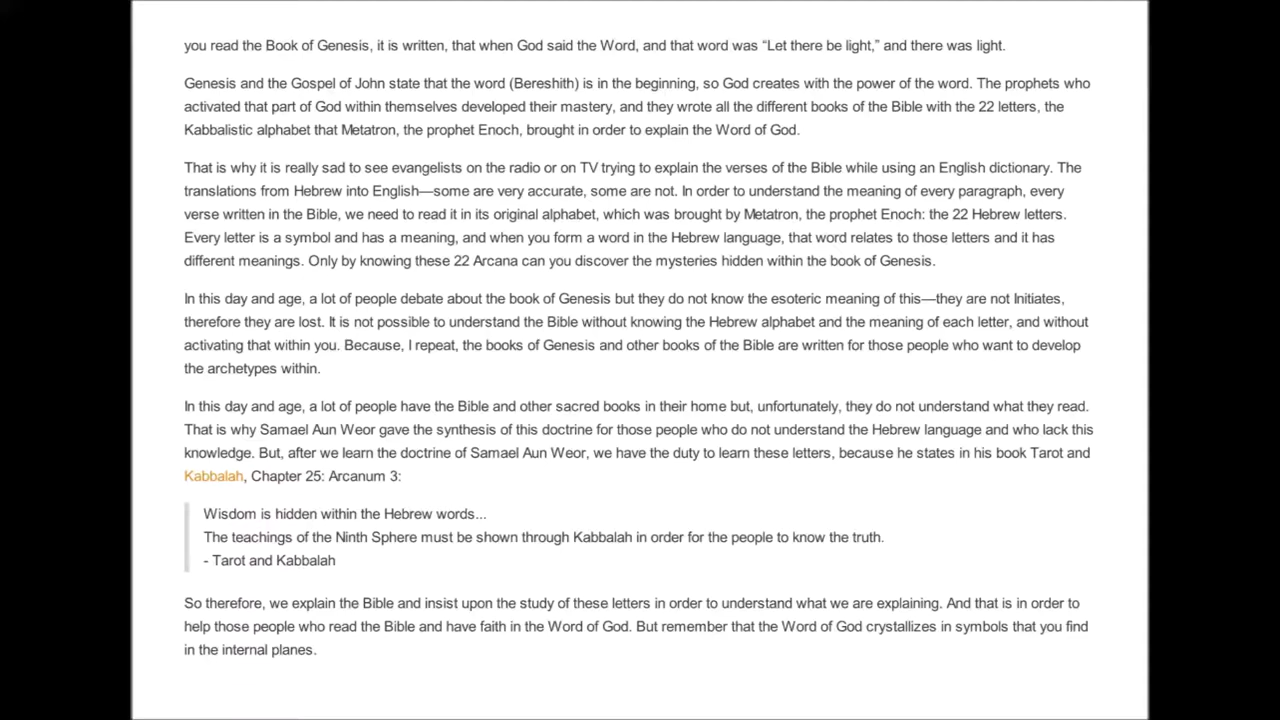 you read the Book of Genesis, it is written, that when God said the Word, and that word was “Let there be light,” and there was light.
Genesis and the Gospel of John state that the word (Bereshith) is in the beginning, so God creates with the power of the word. The prophets who
activated that part of God within themselves developed their mastery, and they wrote all the different books of the Bible with the 22 letters, the
Kabbalistic alphabet that Metatron, the prophet Enoch, brought in order to explain the Word of God.
That is why it is really sad to see evangelists on the radio or on TV trying to explain the verses of the Bible while using an English dictionary. The
translations from Hebrew into English—some are very accurate, some are not. In order to understand the meaning of every paragraph, every
verse written in the Bible, we need to read it in its original alphabet, which was brought by Metatron, the prophet Enoch: the 22 Hebrew letters.
Every letter is a symbol and has a meaning, and when you form a word in the Hebrew language, that word relates to those letters and it has
different meanings. Only by knowing these 22 Arcana can you discover the mysteries hidden within the book of Genesis.
In this day and age, a lot of people debate about the book of Genesis but they do not know the esoteric meaning of this—they are not Initiates,
therefore they are lost. It is not possible to understand the Bible without knowing the Hebrew alphabet and the meaning of each letter, and without
activating that within you. Because, I repeat, the books of Genesis and other books of the Bible are written for those people who want to develop
the archetypes within.
In this day and age, a lot of people have the Bible and other sacred books in their home but, unfortunately, they do not understand what they read.
That is why Samael Aun Weor gave the synthesis of this doctrine for those people who do not understand the Hebrew language and who lack this
knowledge. But, after we learn the doctrine of Samael Aun Weor, we have the duty to learn these letters, because he states in his book Tarot and
Kabbalah, Chapter 25: Arcanum 3:
Wisdom is hidden within the Hebrew words...
The teachings of the Ninth Sphere must be shown through Kabbalah in order for the people to know the truth.
- Tarot and Kabbalah
So therefore, we explain the Bible and insist upon the study of these letters in order to understand what we are explaining. And that is in order to
help those people who read the Bible and have faith in the Word of God. But remember that the Word of God crystallizes in symbols that you find
in the internal planes.